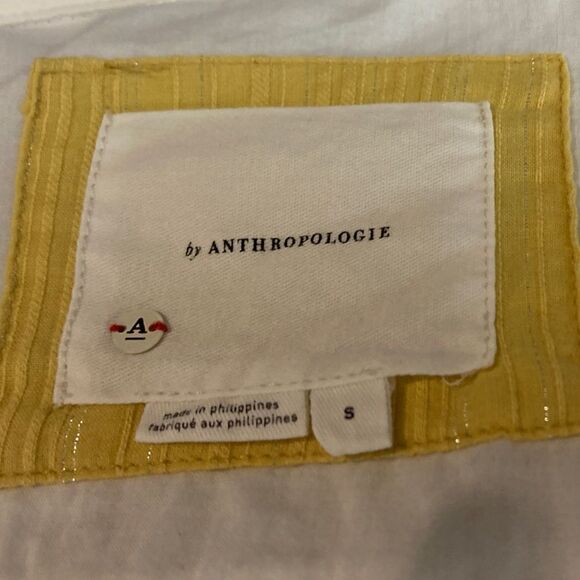 by ANTHROPOLOGIE
A
made in philippines
fabriqué aux philippines
S